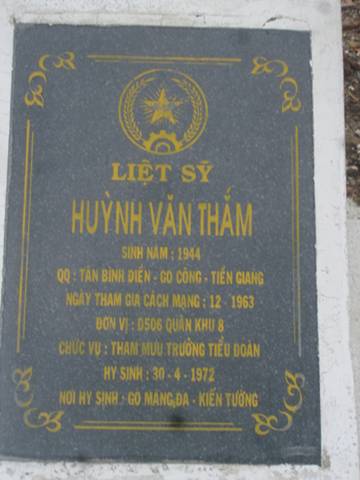 LIỆT SỸ
HUỲNH VĂN THẮM
SINH NĂM : 1944
QQ : TÂN BÌNH ĐIỀN - GÒ CÔNG - TIỀN GIANG
NGÀY THAM GIA CÁCH MẠNG : 12 - 1963
ĐƠN VỊ : D506 QUÂN KHU 8
CHỨC VỤ : THAM MƯU TRƯỞNG TIỂU ĐOÀN
HY SINH : 30 - 4 - 1972
NƠI HY SINH : GÒ MĂNG ĐA - KIẾN TƯỜNG